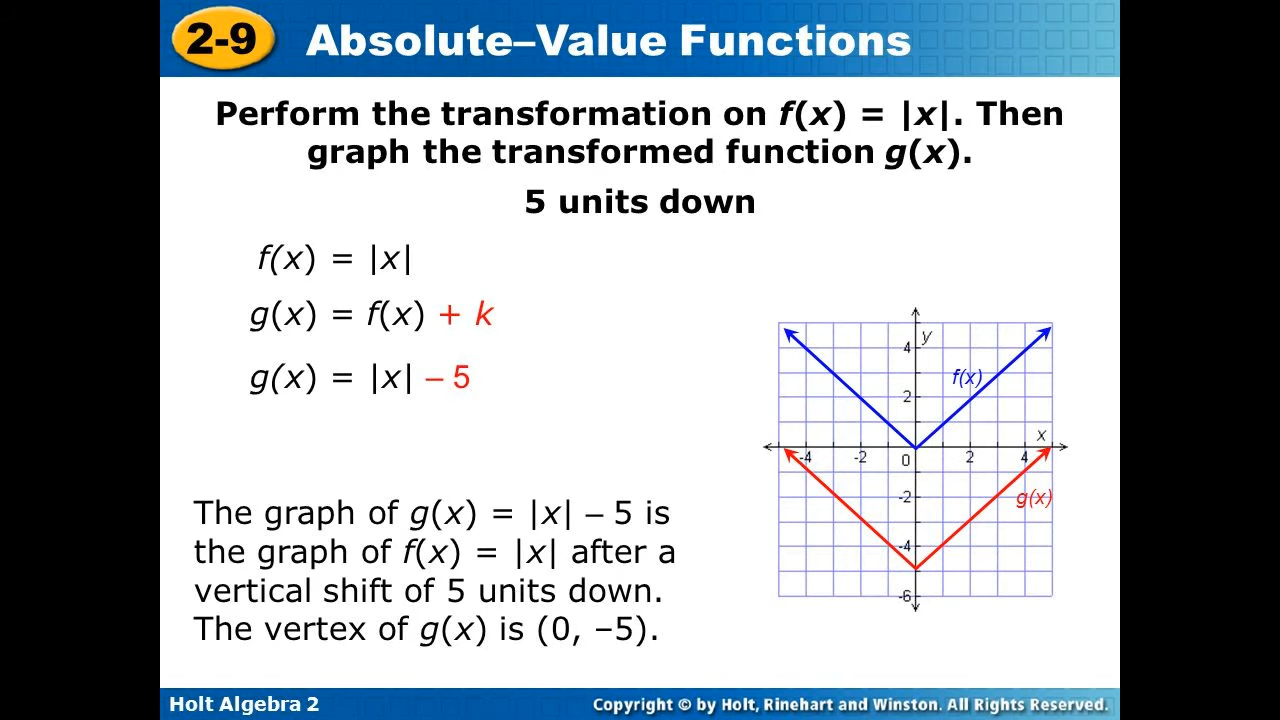 2-9 Absolute–Value Functions
Perform the transformation on f(x) = |x|. Then
graph the transformed function g(x).
5 units down
f(x) = |x|
g(x) = f(x) + k
g(x) = |x| – 5
The graph of g(x) = |x| – 5 is
the graph of f(x) = |x| after a
vertical shift of 5 units down.
The vertex of g(x) is (0, –5).
y
4
f(x)
2
x
-4 -2 0 2 4
-2
g(x)
-4
-6
Holt Algebra 2
Copyright © by Holt, Rinehart and Winston. All Rights Reserved.